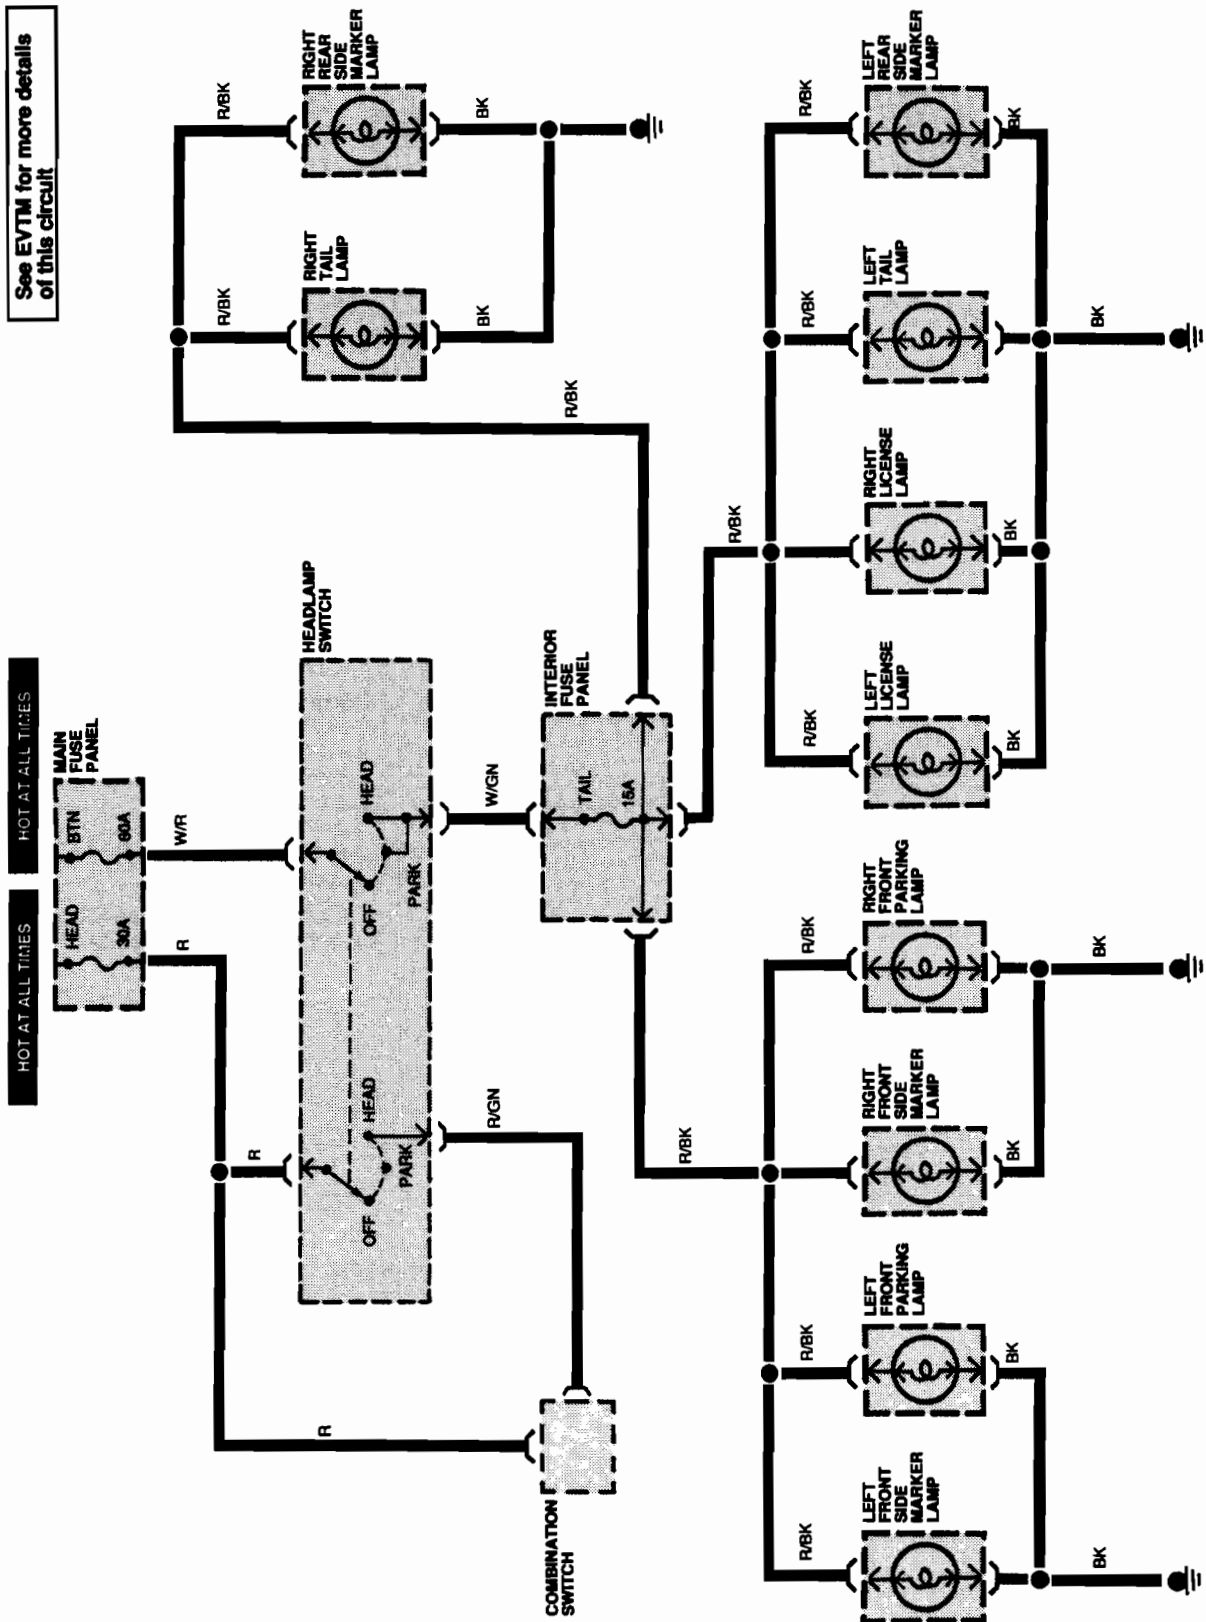 See EVTM for more details
of this circuit
HOT AT ALL TIMES
HOT AT ALL TIMES
MAIN
FUSE
PANEL
HEAD
30A
BTN
60A
R
W/R
R
R
HEADLAMP
SWITCH
OFF
HEAD
PARK
OFF
HEAD
PARK
R/GN
W/GN
COMBINATION
SWITCH
INTERIOR
FUSE
PANEL
TAIL
15A
R/BK
R/BK
R/BK
R/BK
R/BK
RIGHT
TAIL
LAMP
RIGHT
REAR
SIDE
MARKER
LAMP
BK
BK
R/BK
R/BK
R/BK
LEFT
FRONT
SIDE
MARKER
LAMP
LEFT
FRONT
PARKING
LAMP
RIGHT
FRONT
SIDE
MARKER
LAMP
RIGHT
FRONT
PARKING
LAMP
BK
BK
BK
BK
R/BK
R/BK
R/BK
LEFT
LICENSE
LAMP
RIGHT
LICENSE
LAMP
LEFT
TAIL
LAMP
LEFT
REAR
SIDE
MARKER
LAMP
BK
BK
BK
BK